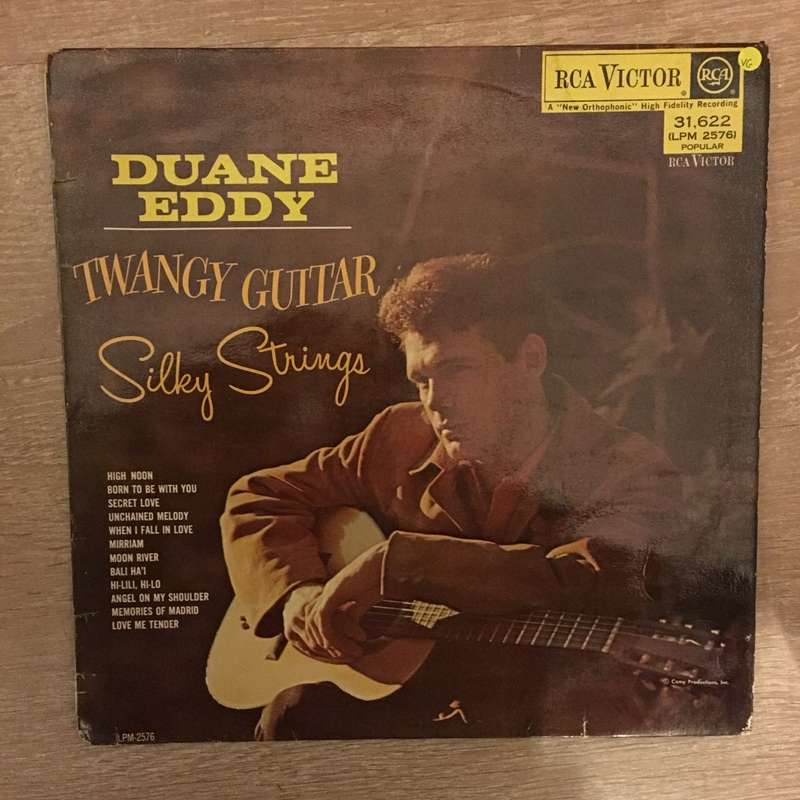 RCA VICTOR
RCA
VG
A "New Orthophonic" High Fidelity Recording
31,622
(LPM 2576)
POPULAR
RCA VICTOR
DUANE
EDDY
TWANGY GUITAR
Silky Strings
HIGH NOON
BORN TO BE WITH YOU
SECRET LOVE
UNCHAINED MELODY
WHEN I FALL IN LOVE
MIRRIAM
MOON RIVER
BALI HA'I
HI-LILI, HI-LO
ANGEL ON MY SHOULDER
MEMORIES OF MADRID
LOVE ME TENDER
© Camy Productions, Inc.
LPM-2576